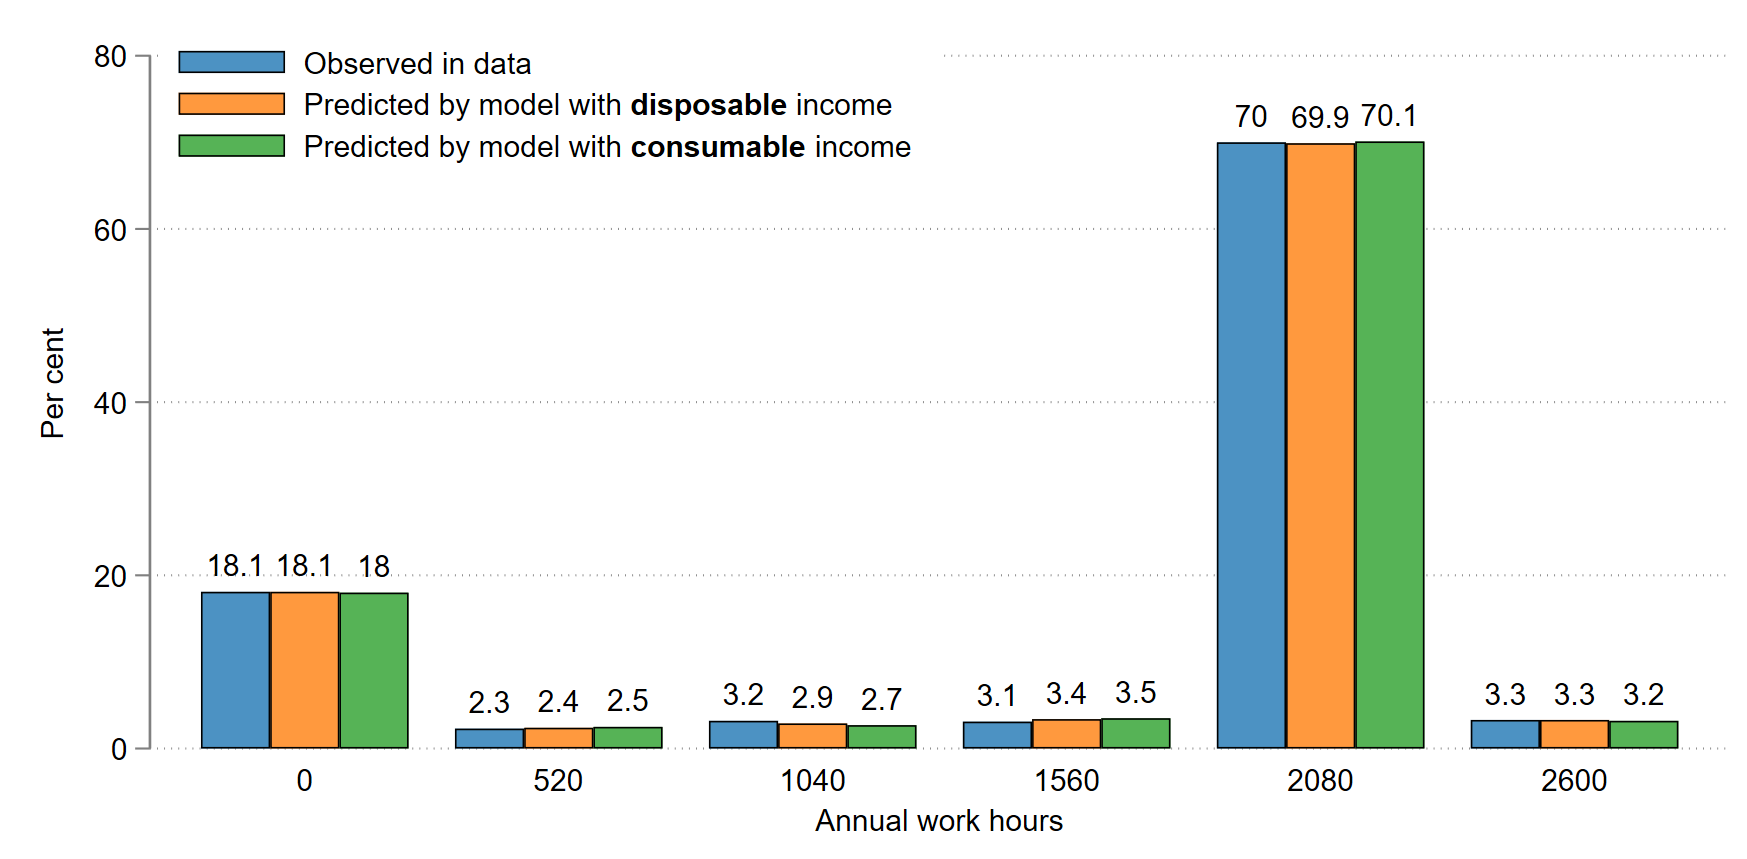 Observed in data
Predicted by model with disposable income
Predicted by model with consumable income
80
60
40
20
0
Per cent
18.1 18.1 18
2.3 2.4 2.5
3.2 2.9 2.7
3.1 3.4 3.5
70 69.9 70.1
3.3 3.3 3.2
0 520 1040 1560 2080 2600
Annual work hours